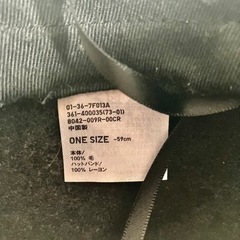 01-36-7F013A
361-400035(73-01)
8042-009R-00CR
中国製
ONE SIZE -59cm
本体/
100% 毛
ハットバンド/
100% レーヨン